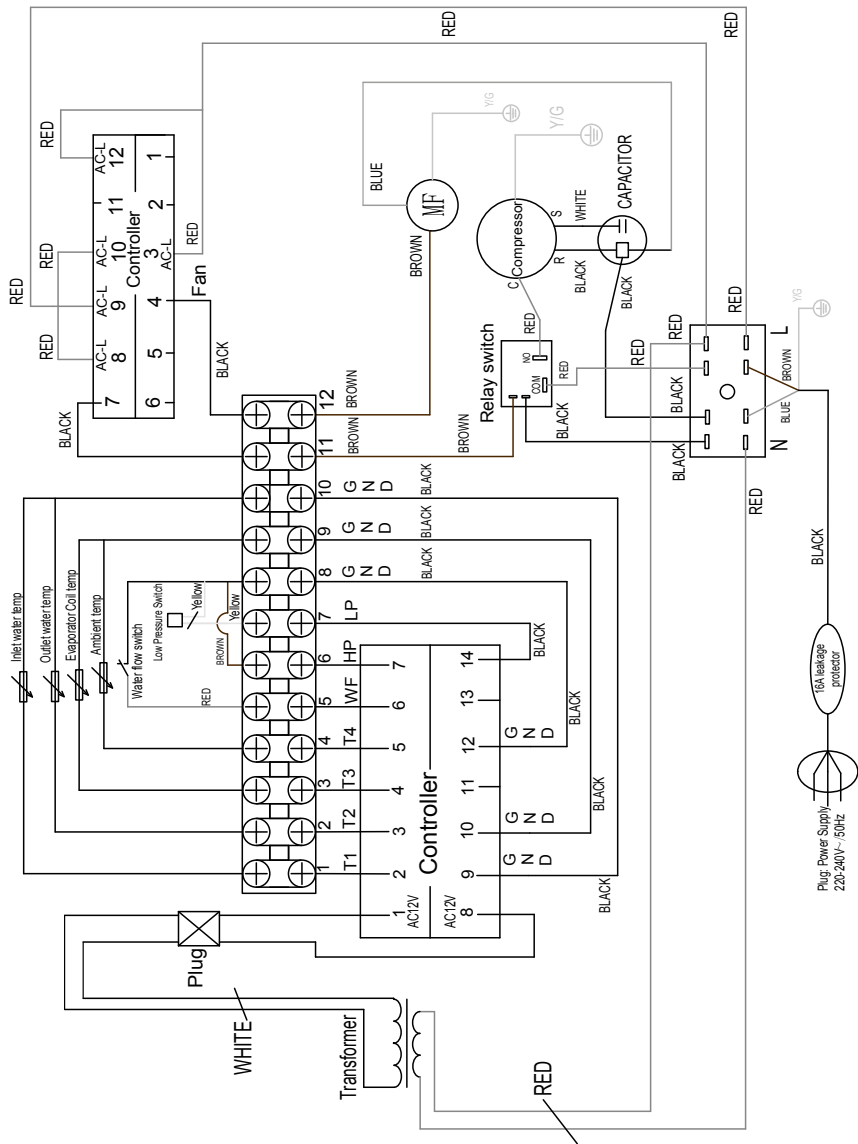 RED
RED
RED
RED
RED
RED
AC-L
AC-L
AC-L
AC-L
7
8
9
10
11
12
Controller
6
5
4
3
2
1
AC-L
Fan
RED
BLACK
BLACK
Inlet water temp
Outlet water temp
Evaporator Coil temp
Ambient temp
Water flow switch
Low Pressure Switch
Yellow
Yellow
BROWN
RED
1
2
3
4
5
6
7
8
9
10
11
12
T1
T2
T3
T4
WF
HP
LP
GND
GND
GND
BLACK
BLACK
BLACK
BROWN
BROWN
BROWN
BROWN
BLUE
MF
Y/G
Y/G
Compressor
C
R
S
WHITE
BLACK
CAPACITOR
BLACK
RED
Relay switch
NO
COM
RED
BLACK
1
2
3
4
5
6
7
AC12V
Controller
AC12V
8
9
10
11
12
13
14
GND
GND
GND
BLACK
BLACK
BLACK
BLACK
Plug
WHITE
Transformer
RED
RED
RED
BLACK
BLACK
N
L
BLUE
BROWN
Y/G
RED
BLACK
16A leakage
protector
Plug: Power Supply
220-240V~/50Hz